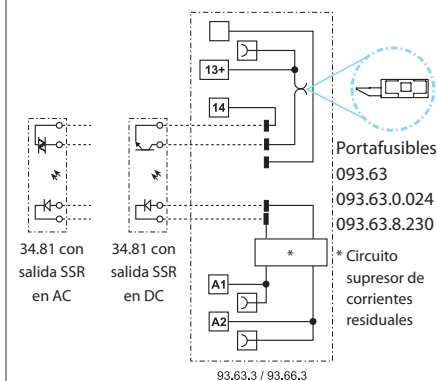 13+
14
Portafusibles
093.63
093.63.0.024
093.63.8.230
34.81 con
salida SSR
en AC
34.81 con
salida SSR
en DC
*
* Circuito
supresor de
corrientes
residuales
A1
A2
93.63.3 / 93.66.3